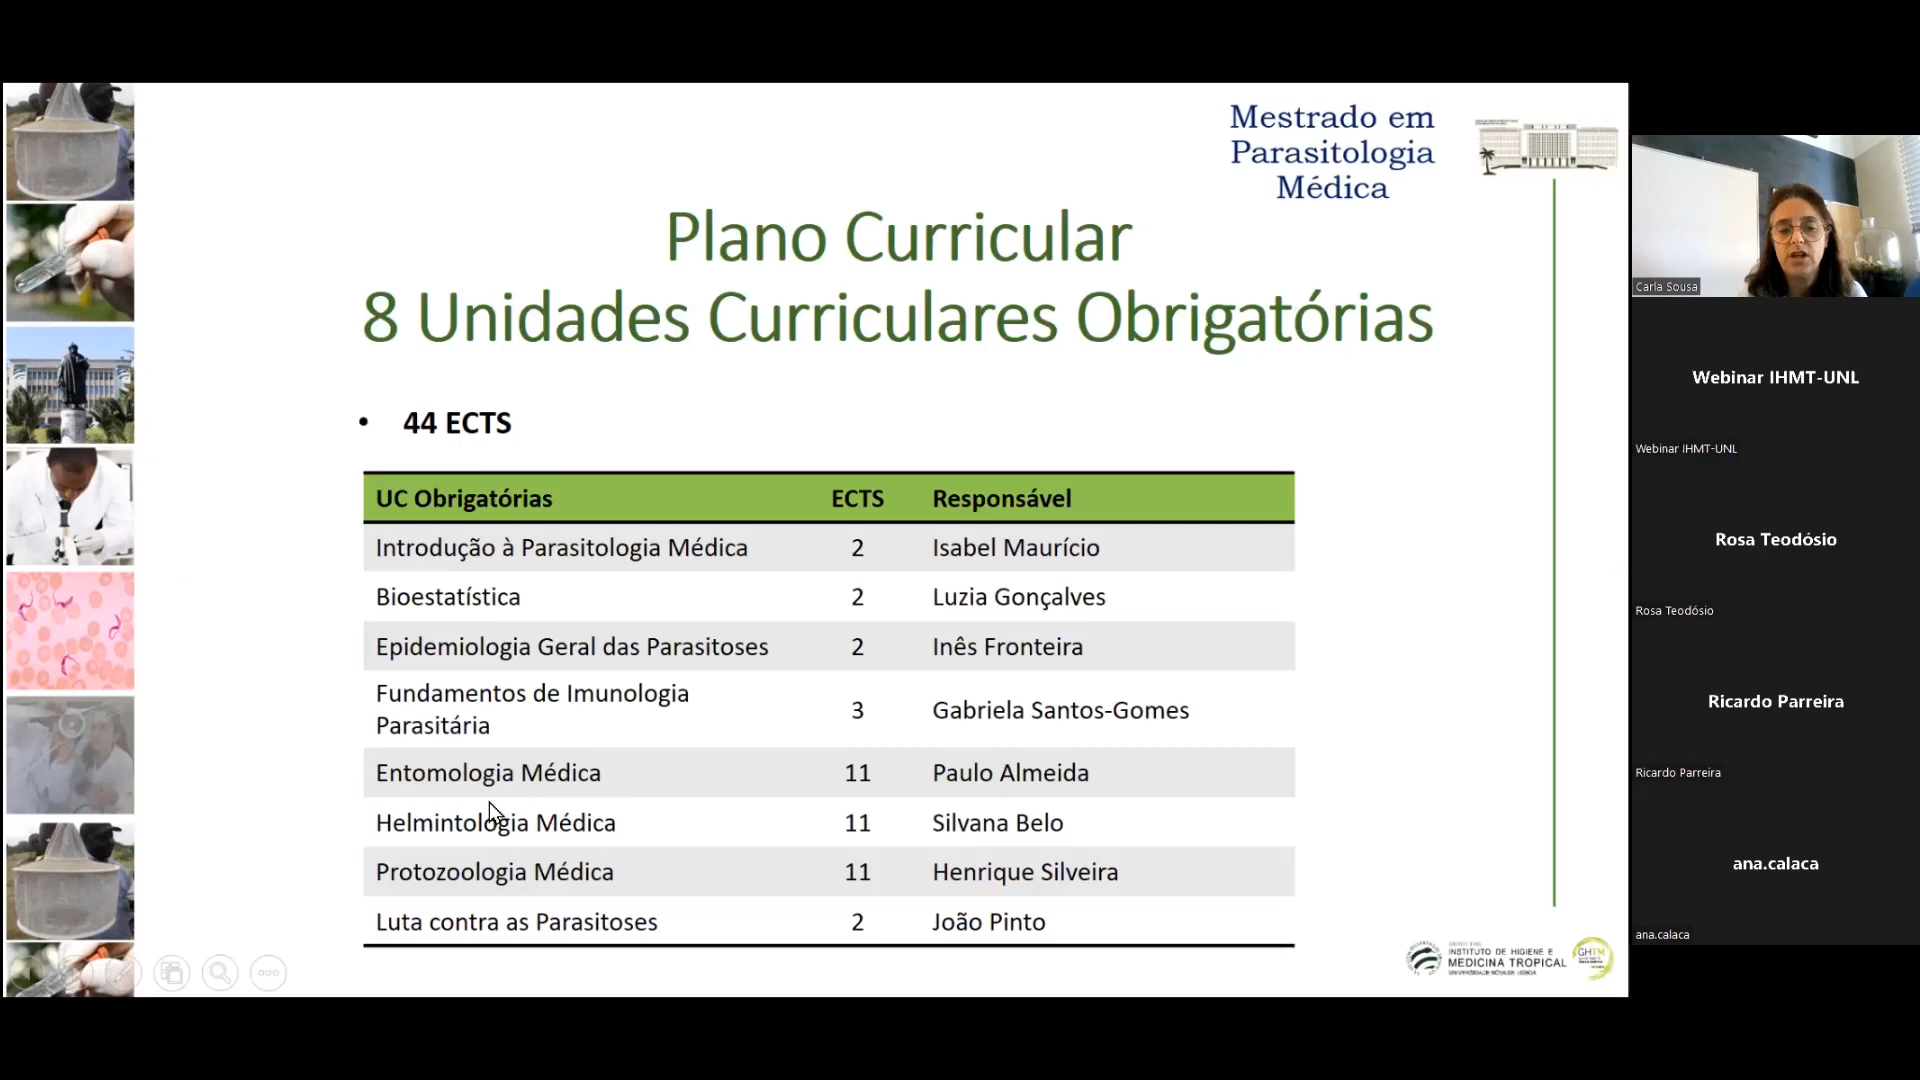 Mestrado em
Parasitologia
Médica
Plano Curricular
8 Unidades Curriculares Obrigatórias
• 44 ECTS
UC Obrigatórias ECTS Responsável
Introdução à Parasitologia Médica 2 Isabel Maurício
Bioestatística 2 Luzia Gonçalves
Epidemiologia Geral das Parasitoses 2 Inês Fronteira
Fundamentos de Imunologia
Parasitária 3 Gabriela Santos-Gomes
Entomologia Médica 11 Paulo Almeida
Helmintologia Médica 11 Silvana Belo
Protozoologia Médica 11 Henrique Silveira
Luta contra as Parasitoses 2 João Pinto
INSTITUTO DE HIGIENE E
MEDICINA TROPICAL
UNIVERSIDADE NOVA DE LISBOA
GHTM
Carla Sousa
Webinar IHMT-UNL
Webinar IHMT-UNL
Rosa Teodósio
Rosa Teodósio
Ricardo Parreira
Ricardo Parreira
ana.calaca
ana.calaca